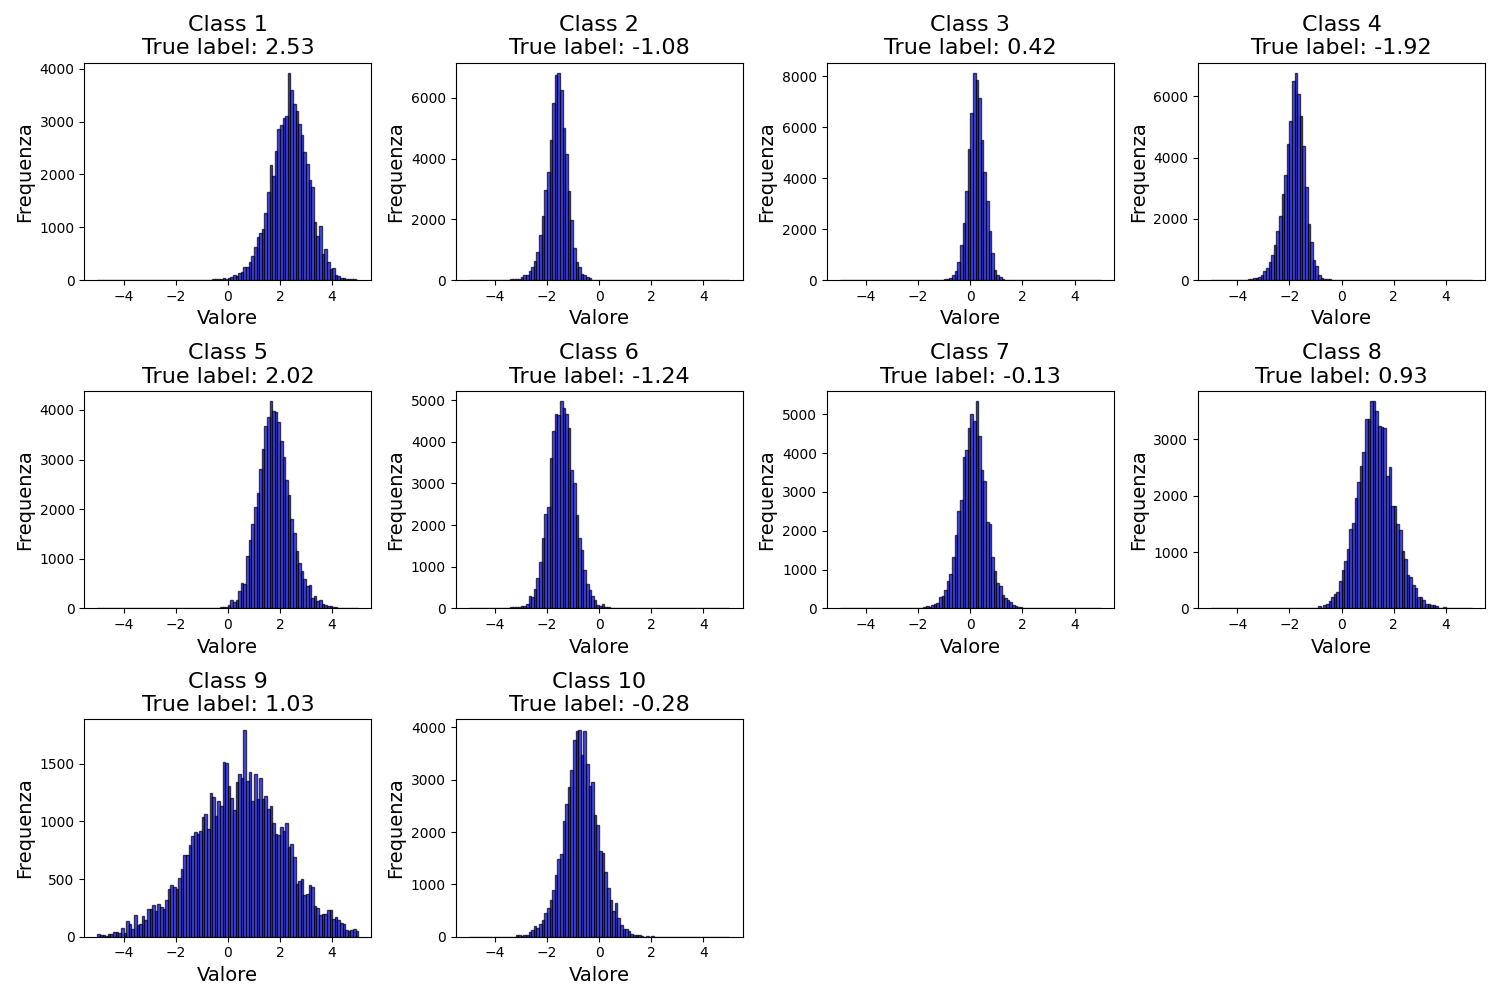 Class 1
True label: 2.53
Class 2
True label: -1.08
Class 3
True label: 0.42
Class 4
True label: -1.92
Frequenza
4000
3000
2000
1000
0
−4 −2 0 2 4
Valore
Frequenza
6000
4000
2000
0
−4 −2 0 2 4
Valore
Frequenza
8000
6000
4000
2000
0
−4 −2 0 2 4
Valore
Frequenza
6000
4000
2000
0
−4 −2 0 2 4
Valore
Class 5
True label: 2.02
Class 6
True label: -1.24
Class 7
True label: -0.13
Class 8
True label: 0.93
Frequenza
4000
3000
2000
1000
0
−4 −2 0 2 4
Valore
Frequenza
5000
4000
3000
2000
1000
0
−4 −2 0 2 4
Valore
Frequenza
5000
4000
3000
2000
1000
0
−4 −2 0 2 4
Valore
Frequenza
3000
2000
1000
0
−4 −2 0 2 4
Valore
Class 9
True label: 1.03
Class 10
True label: -0.28
Frequenza
1500
1000
500
0
−4 −2 0 2 4
Valore
Frequenza
4000
3000
2000
1000
0
−4 −2 0 2 4
Valore